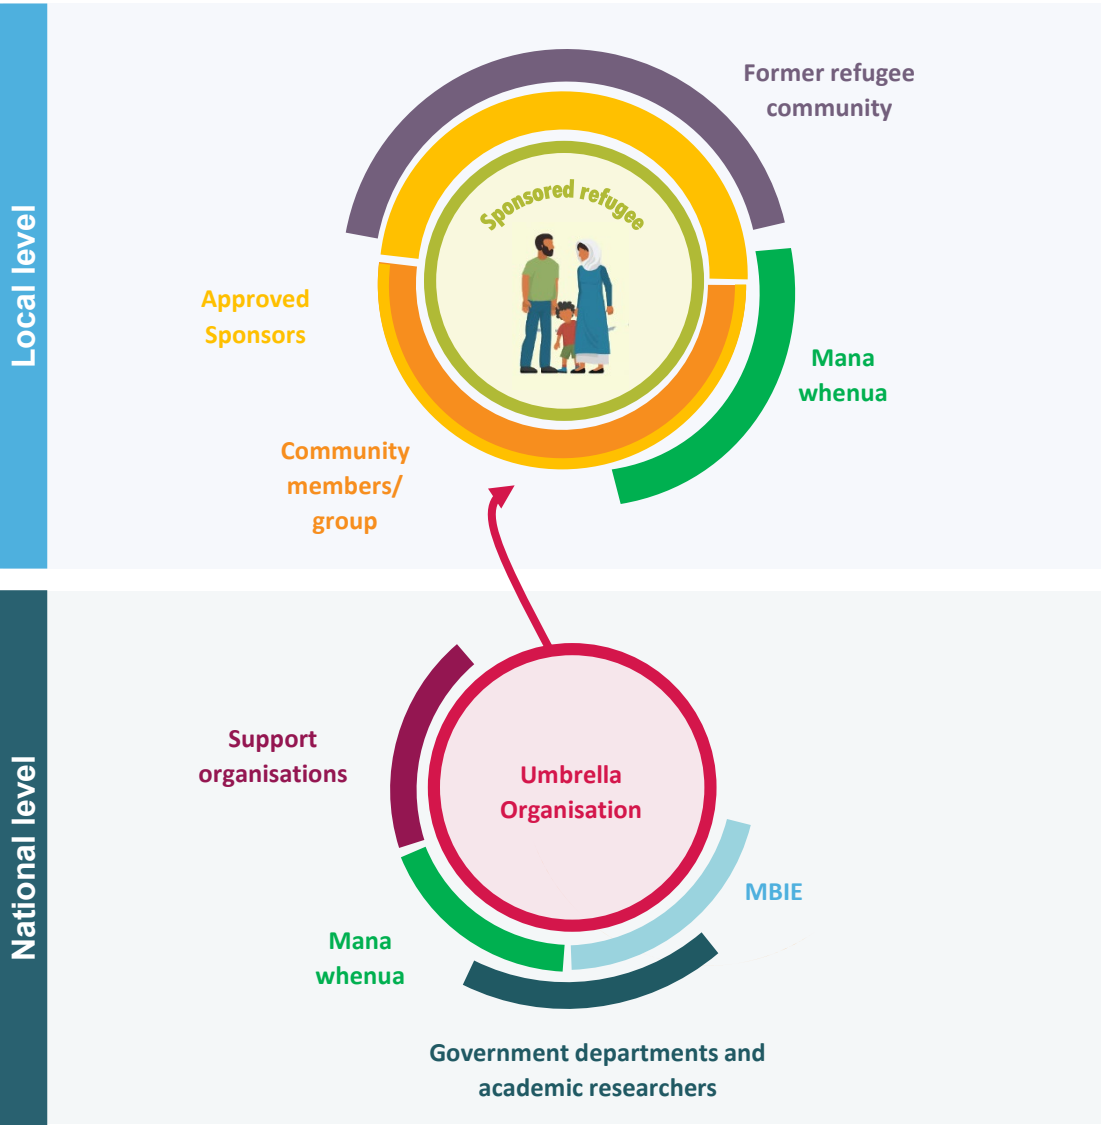 Local level
Former refugee
community
Sponsored refugee
Approved
Sponsors
Mana
whenua
Community
members/
group
National level
Support
organisations
Umbrella
Organisation
MBIE
Mana
whenua
Government departments and
academic researchers